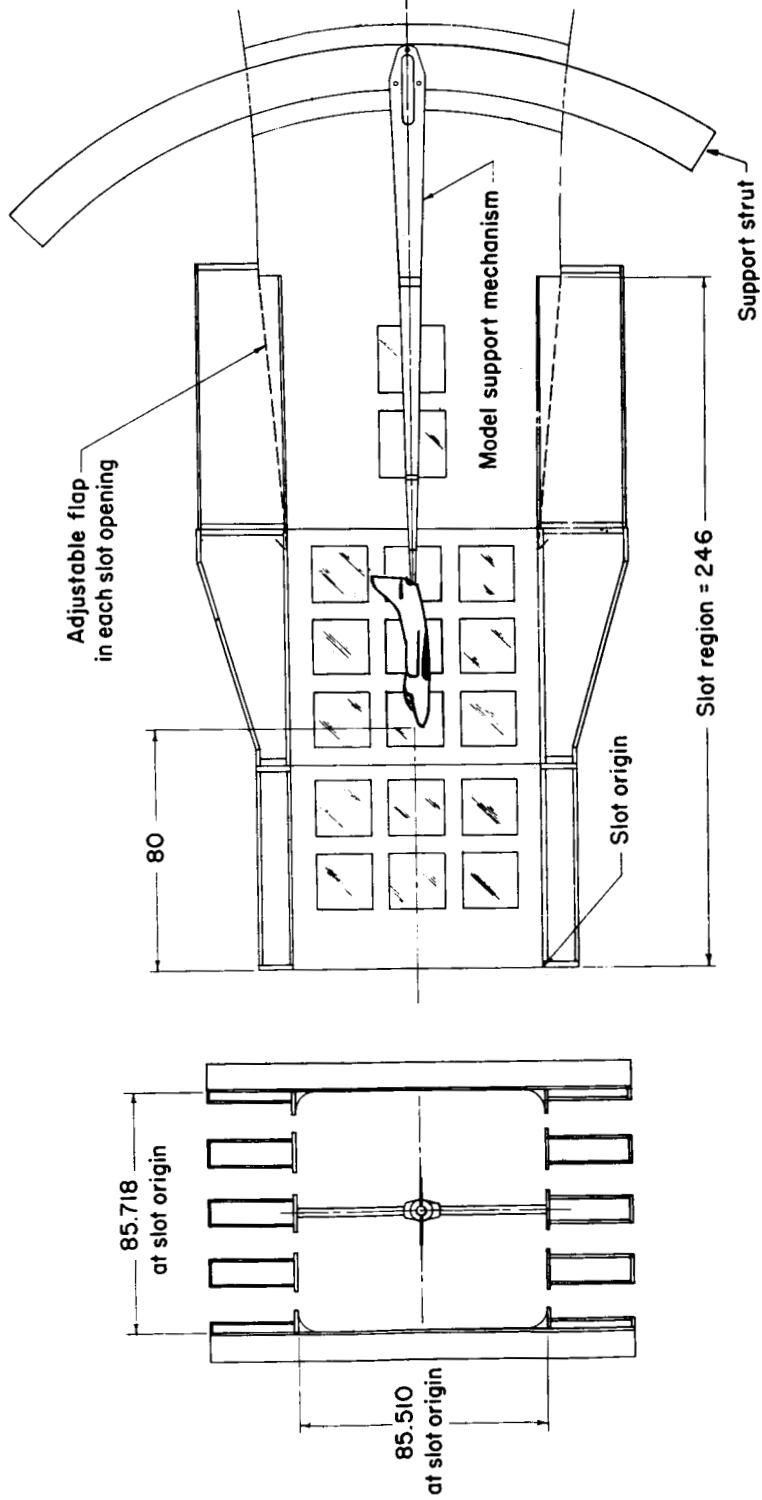 Adjustable flap
in each slot opening
80
Model support mechanism
Slot origin
Slot region = 246
Support strut
85.718
at slot origin
85.510
at slot origin